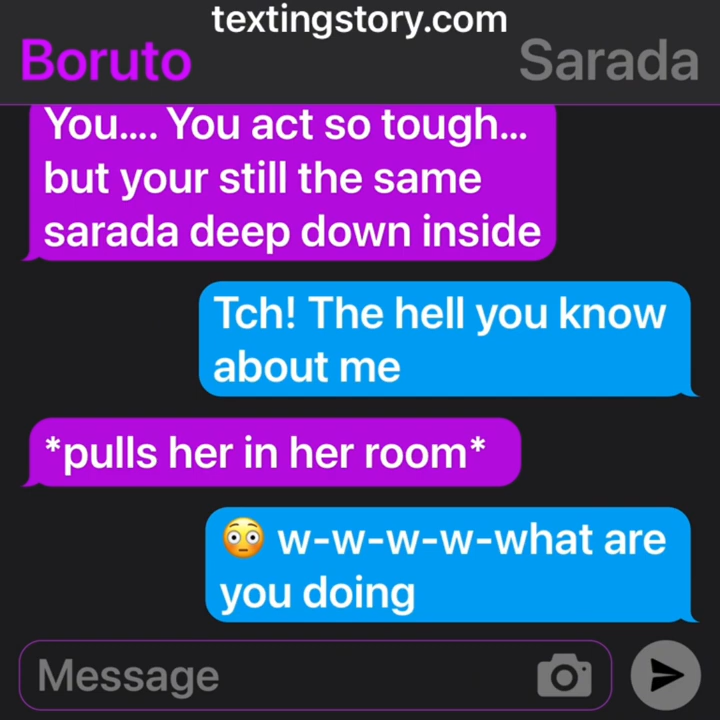 textingstory.com
Boruto Sarada
You.... You act so tough...
but your still the same
sarada deep down inside
Tch! The hell you know
about me
*pulls her in her room*
😳 w-w-w-w-what are
you doing
Message